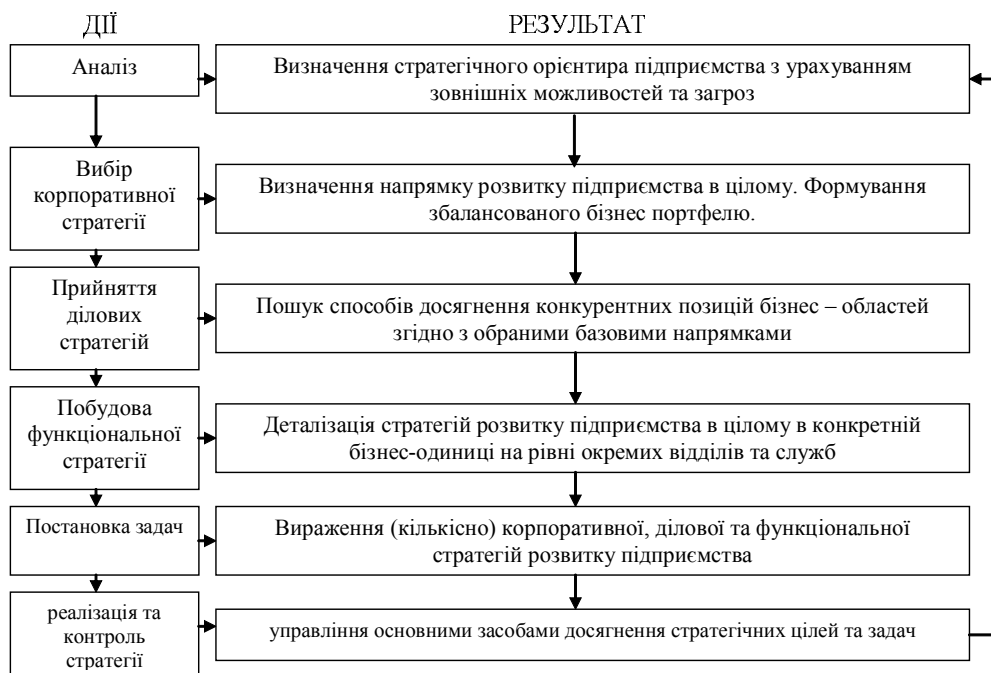 ДІЇ
РЕЗУЛЬТАТ
Аналіз
Визначення стратегічного орієнтира підприємства з урахуванням
зовнішніх можливостей та загроз
Вибір
корпоративної
стратегії
Визначення напрямку розвитку підприємства в цілому. Формування
збалансованого бізнес портфелю.
Прийняття
ділових
стратегій
Пошук способів досягнення конкурентних позицій бізнес – областей
згідно з обраними базовими напрямками
Побудова
функціональної
стратегії
Деталізація стратегій розвитку підприємства в цілому в конкретній
бізнес-одиниці на рівні окремих відділів та служб
Постановка задач
Вираження (кількісно) корпоративної, ділової та функціональної
стратегій розвитку підприємства
реалізація та
контроль
стратегії
управління основними засобами досягнення стратегічних цілей та задач